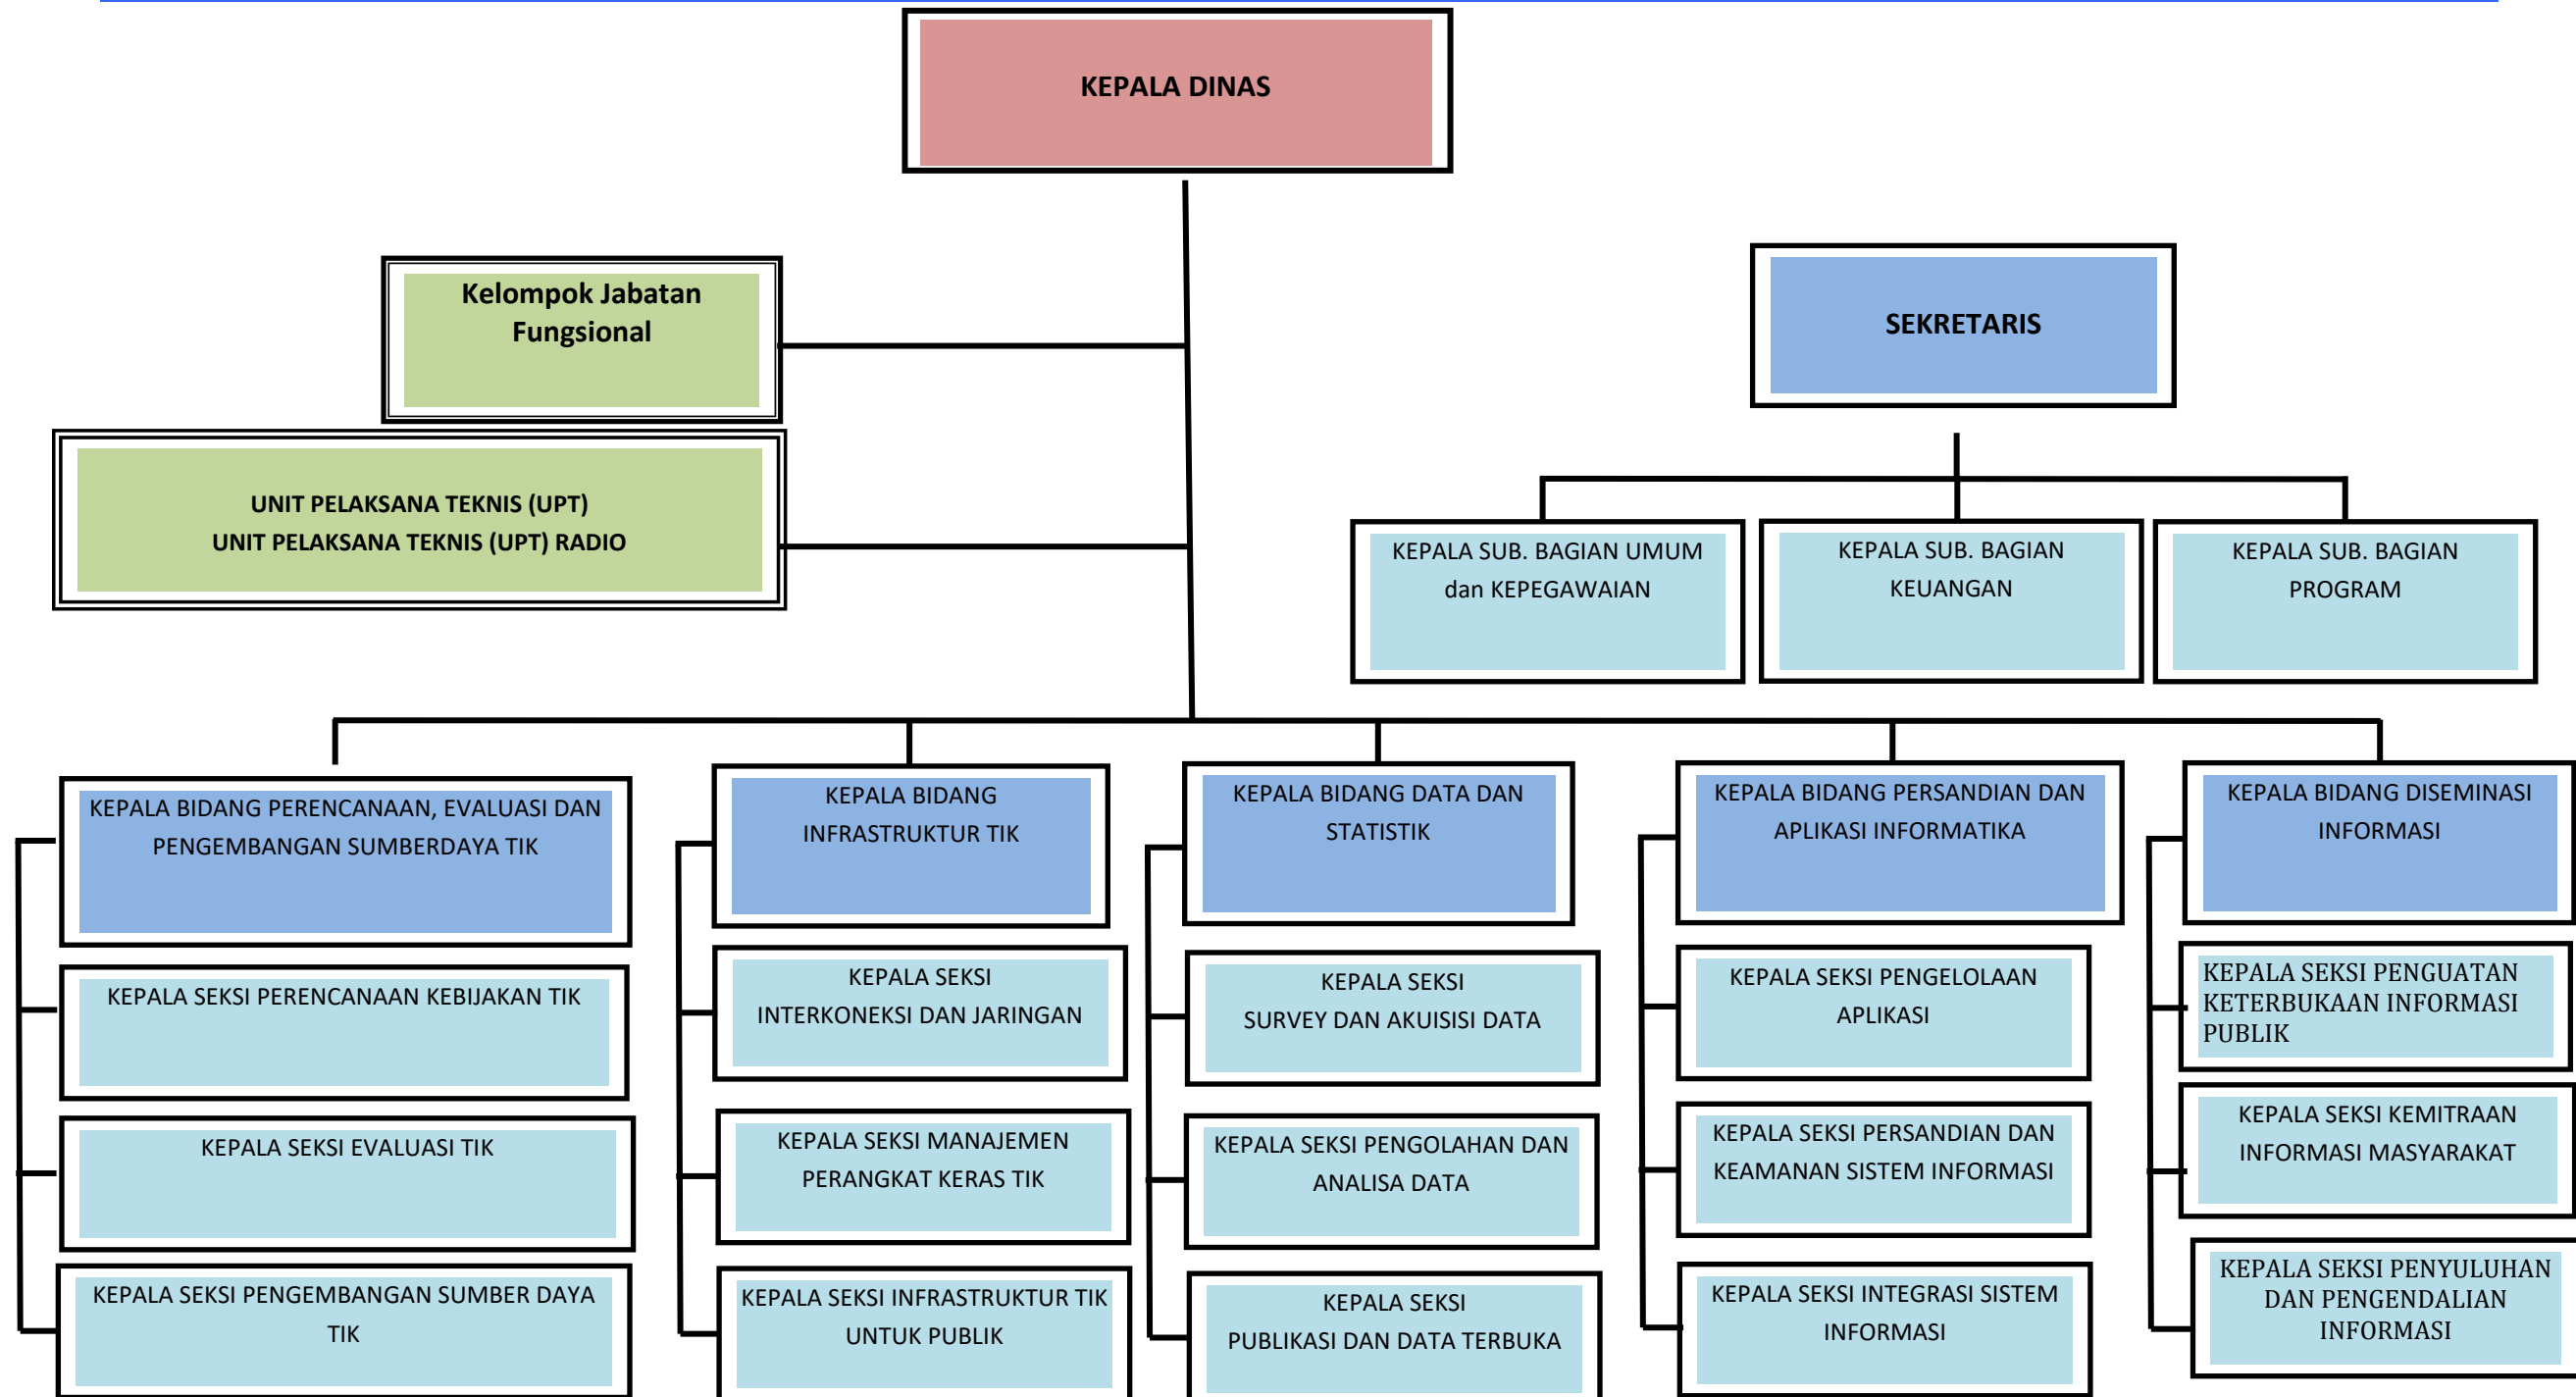 KEPALA DINAS
Kelompok Jabatan
Fungsional
SEKRETARIS
UNIT PELAKSANA TEKNIS (UPT)
UNIT PELAKSANA TEKNIS (UPT) RADIO
KEPALA SUB. BAGIAN UMUM
dan KEPEGAWAIAN
KEPALA SUB. BAGIAN
KEUANGAN
KEPALA SUB. BAGIAN
PROGRAM
KEPALA BIDANG PERENCANAAN, EVALUASI DAN
PENGEMBANGAN SUMBERDAYA TIK
KEPALA SEKSI PERENCANAAN KEBIJAKAN TIK
KEPALA SEKSI EVALUASI TIK
KEPALA SEKSI PENGEMBANGAN SUMBER DAYA
TIK
KEPALA BIDANG
INFRASTRUKTUR TIK
KEPALA SEKSI
INTERKONEKSI DAN JARINGAN
KEPALA SEKSI MANAJEMEN
PERANGKAT KERAS TIK
KEPALA SEKSI INFRASTRUKTUR TIK
UNTUK PUBLIK
KEPALA BIDANG DATA DAN
STATISTIK
KEPALA SEKSI
SURVEY DAN AKUISISI DATA
KEPALA SEKSI PENGOLAHAN DAN
ANALISA DATA
KEPALA SEKSI
PUBLIKASI DAN DATA TERBUKA
KEPALA BIDANG PERSANDIAN DAN
APLIKASI INFORMATIKA
KEPALA SEKSI PENGELOLAAN
APLIKASI
KEPALA SEKSI PERSANDIAN DAN
KEAMANAN SISTEM INFORMASI
KEPALA SEKSI INTEGRASI SISTEM
INFORMASI
KEPALA BIDANG DISEMINASI
INFORMASI
KEPALA SEKSI PENGUATAN
KETERBUKAAN INFORMASI
PUBLIK
KEPALA SEKSI KEMITRAAN
INFORMASI MASYARAKAT
KEPALA SEKSI PENYULUHAN
DAN PENGENDALIAN
INFORMASI